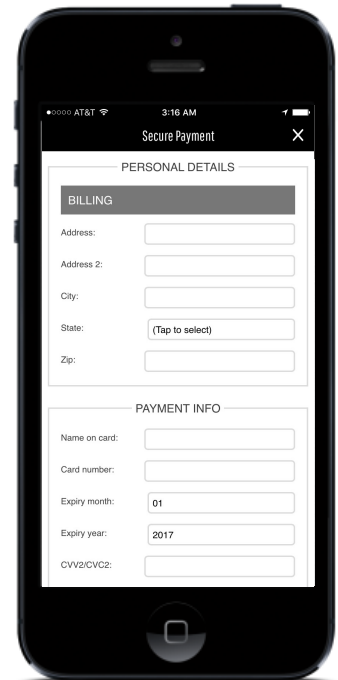 AT&T 3:16 AM
Secure Payment X
PERSONAL DETAILS
BILLING
Address:
Address 2:
City:
State: (Tap to select)
Zip:
PAYMENT INFO
Name on card:
Card number:
Expiry month: 01
Expiry year: 2017
CVV2/CVC2: